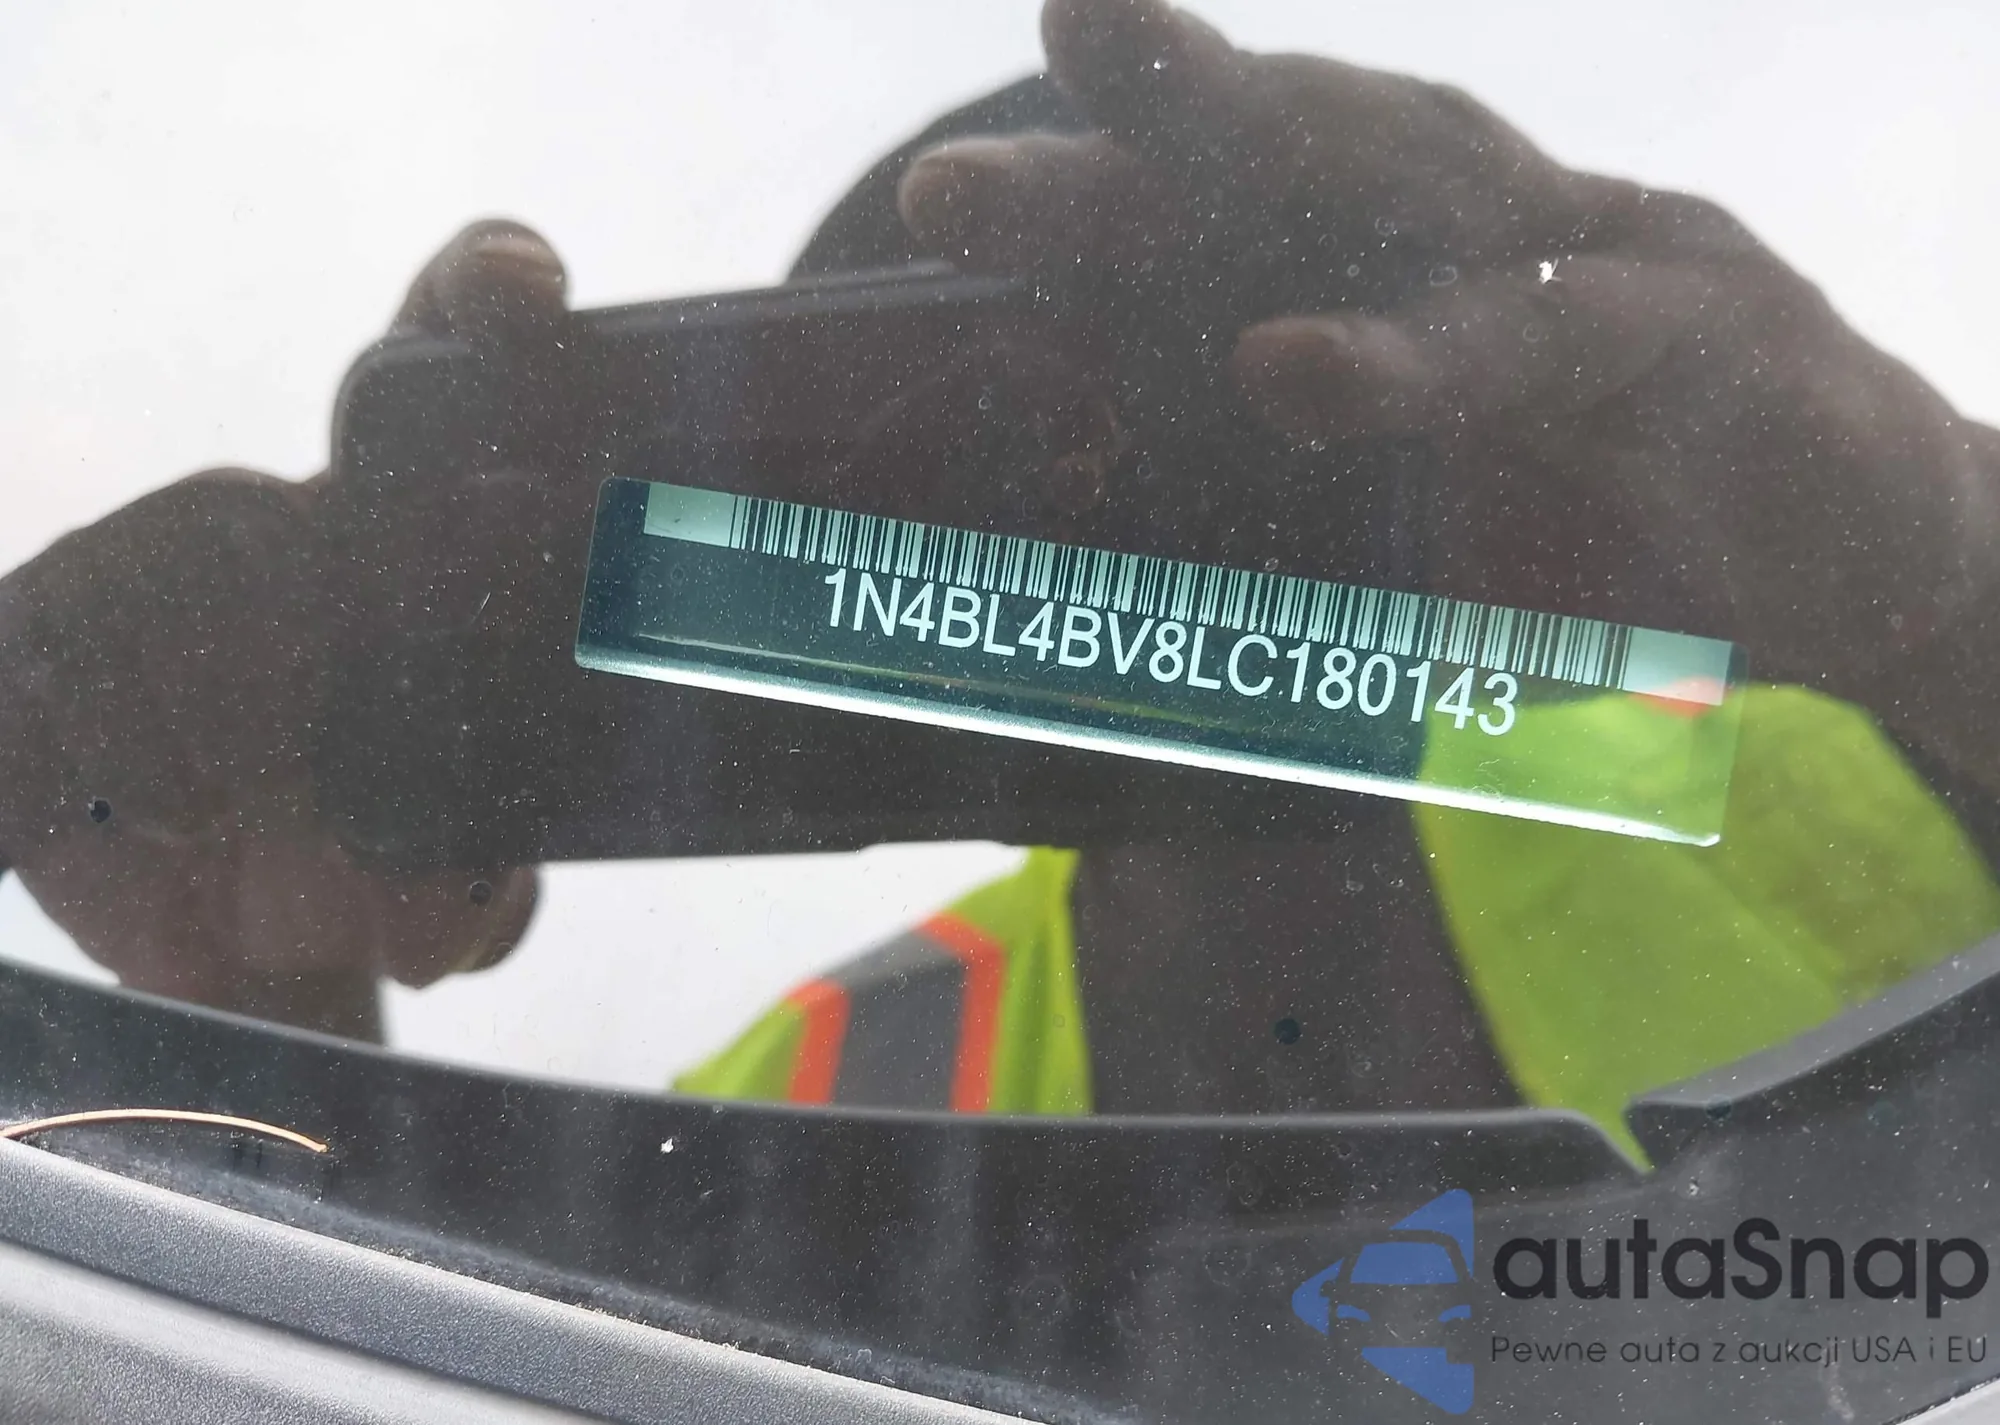 1N4BL4BV8LC180143
autaSnap
Pewne auta z aukcji USA i EU